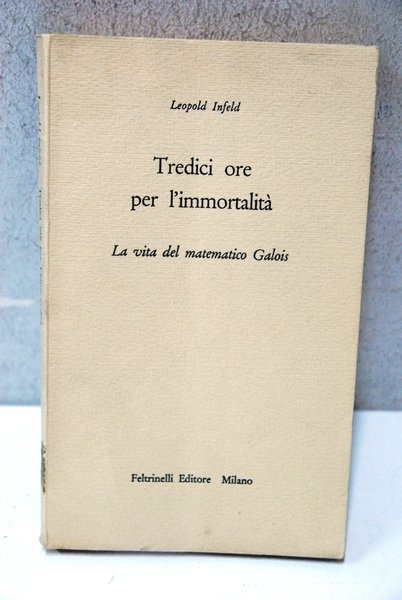 Leopold Infeld
Tredici ore
per l'immortalità
La vita del matematico Galois
Feltrinelli Editore Milano